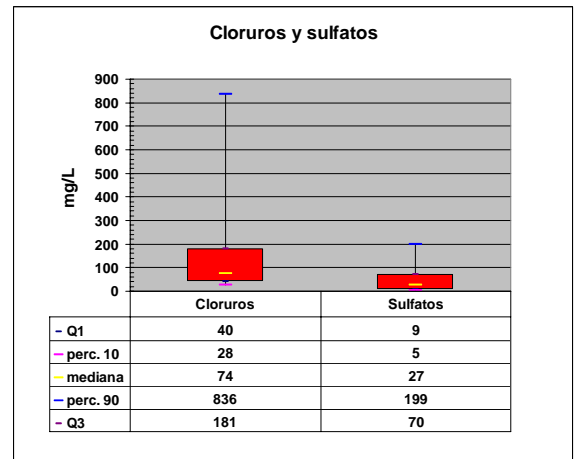 Cloruros y sulfatos
mg/L
900
800
700
600
500
400
300
200
100
0
Cloruros Sulfatos
Q1 40 9
perc. 10 28 5
mediana 74 27
perc. 90 836 199
Q3 181 70